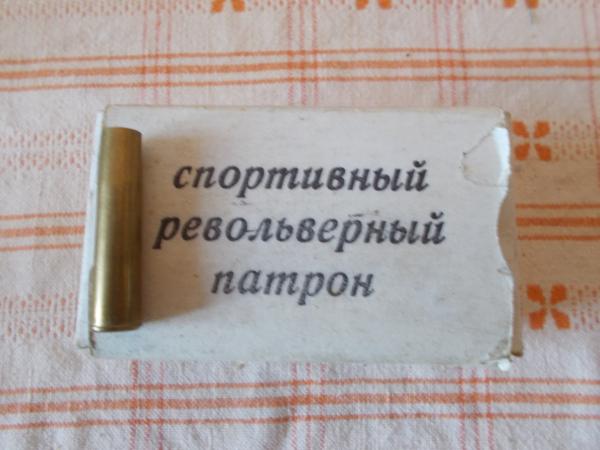 спортивный
револьверный
патрон